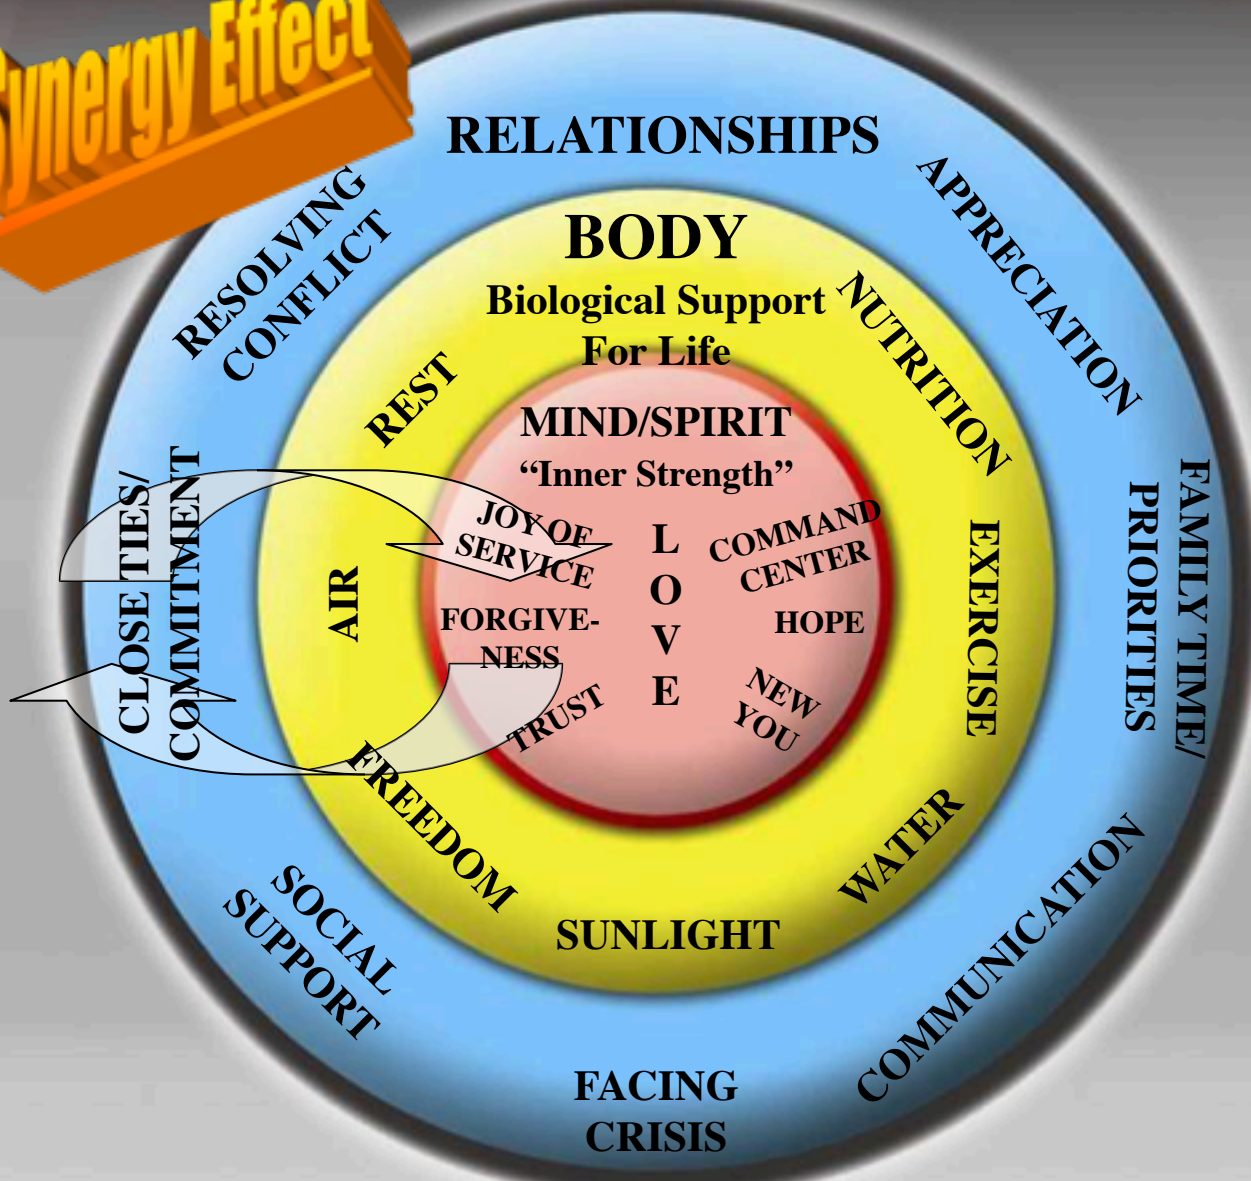 Synergy Effect
RELATIONSHIPS
APPRECIATION
FAMILY TIME/
PRIORITIES
COMMUNICATION
FACING
CRISIS
SOCIAL
SUPPORT
CLOSE TIES/
COMMITMENT
RESOLVING
CONFLICT
BODY
Biological Support
For Life
NUTRITION
EXERCISE
WATER
SUNLIGHT
FREEDOM
AIR
REST
MIND/SPIRIT
“Inner Strength”
JOY OF
SERVICE
FORGIVE-
NESS
TRUST
L
O
V
E
COMMAND
CENTER
HOPE
NEW
YOU